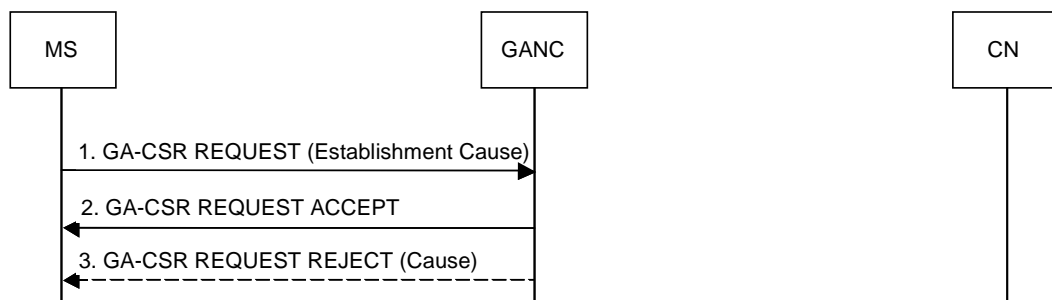 MS
GANC
CN
1. GA-CSR REQUEST (Establishment Cause)
2. GA-CSR REQUEST ACCEPT
3. GA-CSR REQUEST REJECT (Cause)